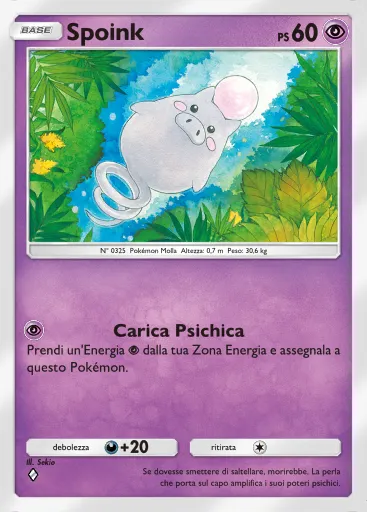 BASE
Spoink
PS 60
N° 0325 Pokémon Molla Altezza: 0,7 m Peso: 30,6 kg
Carica Psichica
Prendi un'Energia dalla tua Zona Energia e assegnala a
questo Pokémon.
debolezza +20
ritirata
Ill. Sekio
Se dovesse smettere di saltellare, morirebbe. La perla
che porta sul capo amplifica i suoi poteri psichici.